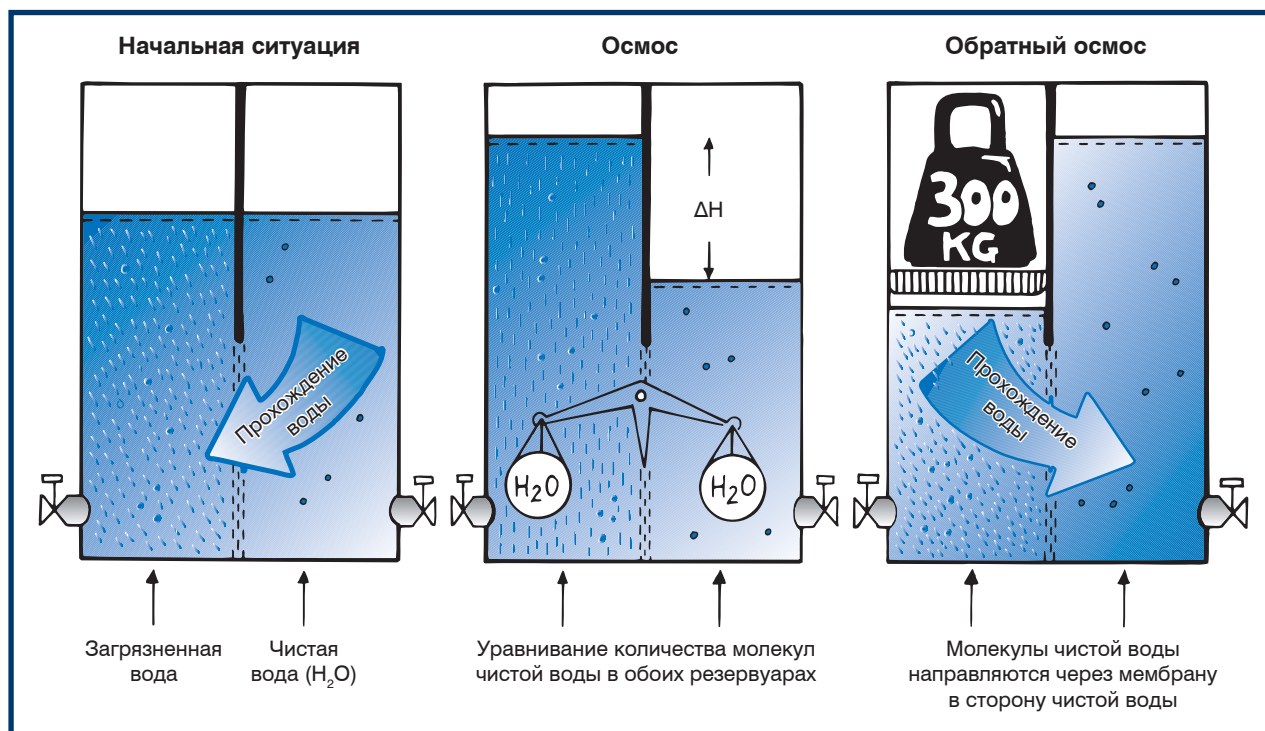 Начальная ситуация
Прохождение
воды
Загрязненная
вода
Чистая
вода (H₂O)
Осмос
ΔH
H₂O
H₂O
Уравнивание количества молекул
чистой воды в обоих резервуарах
Обратный осмос
300
KG
Прохождение
воды
Молекулы чистой воды
направляются через мембрану
в сторону чистой воды